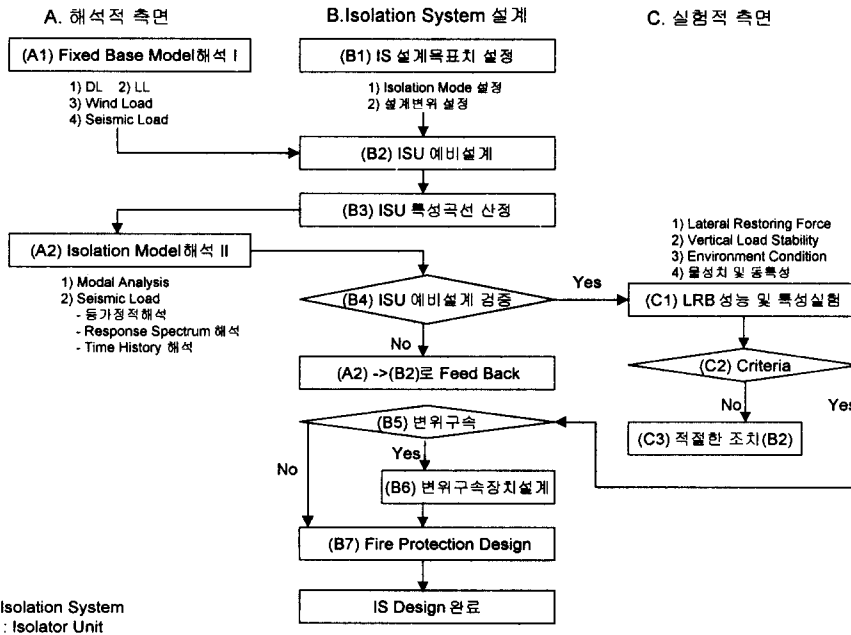 A. 해석적 측면
B.Isolation System 설계
C. 실험적 측면
(A1) Fixed Base Model해석 I
(B1) IS 설계목표치 설정
1) DL 2) LL
3) Wind Load
4) Seismic Load
1) Isolation Mode 설정
2) 설계변위 설정
(B2) ISU 예비설계
(B3) ISU 특성곡선 산정
(A2) Isolation Model해석 II
1) Modal Analysis
2) Seismic Load
- 등가정적해석
- Response Spectrum 해석
- Time History 해석
1) Lateral Restoring Force
2) Vertical Load Stability
3) Environment Condition
4) 물성치 및 동특성
(B4) ISU 예비설계 검증
Yes
(C1) LRB 성능 및 특성실험
No
(A2) ->(B2)로 Feed Back
(C2) Criteria
No
Yes
(C3) 적절한 조치(B2)
(B5) 변위구속
Yes
No
(B6) 변위구속장치설계
(B7) Fire Protection Design
IS Design 완료
Isolation System
: Isolator Unit